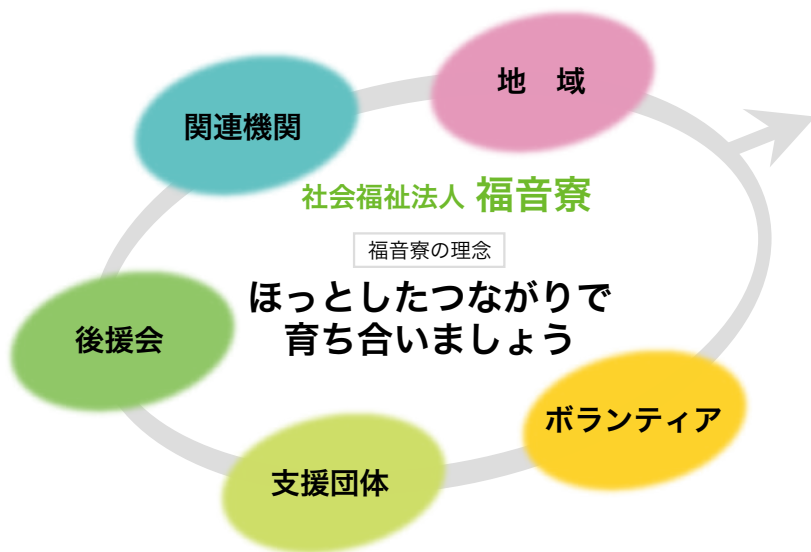 地　域
関連機関
社会福祉法人 福音寮
福音寮の理念
ほっとしたつながりで
育ち合いましょう
後援会
ボランティア
支援団体